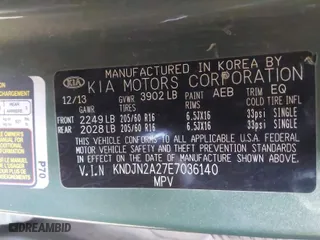 MANUFACTURED IN KOREA BY
KIA KIA MOTORS CORPORATION
12/13 GVWR 3902 LB PAINT AEB TRIM EQ
GAWR TIRES RIMS COLD TIRE INFLATION
FRONT 2249 LB 205/60 R16 6.5JX16 33psi SINGLE
REAR 2028 LB 205/60 R16 6.5JX16 33psi SINGLE
THIS VEHICLE CONFORMS TO ALL APPLICABLE
U.S.A. FEDERAL MOTOR VEHICLE SAFETY,
BUMPER, AND THEFT PREVENTION STANDARDS
IN EFFECT ON THE DATE OF MANUFACTURE
SHOWN ABOVE
V.I.N KNDJN2A27E7036140
MPV
P70